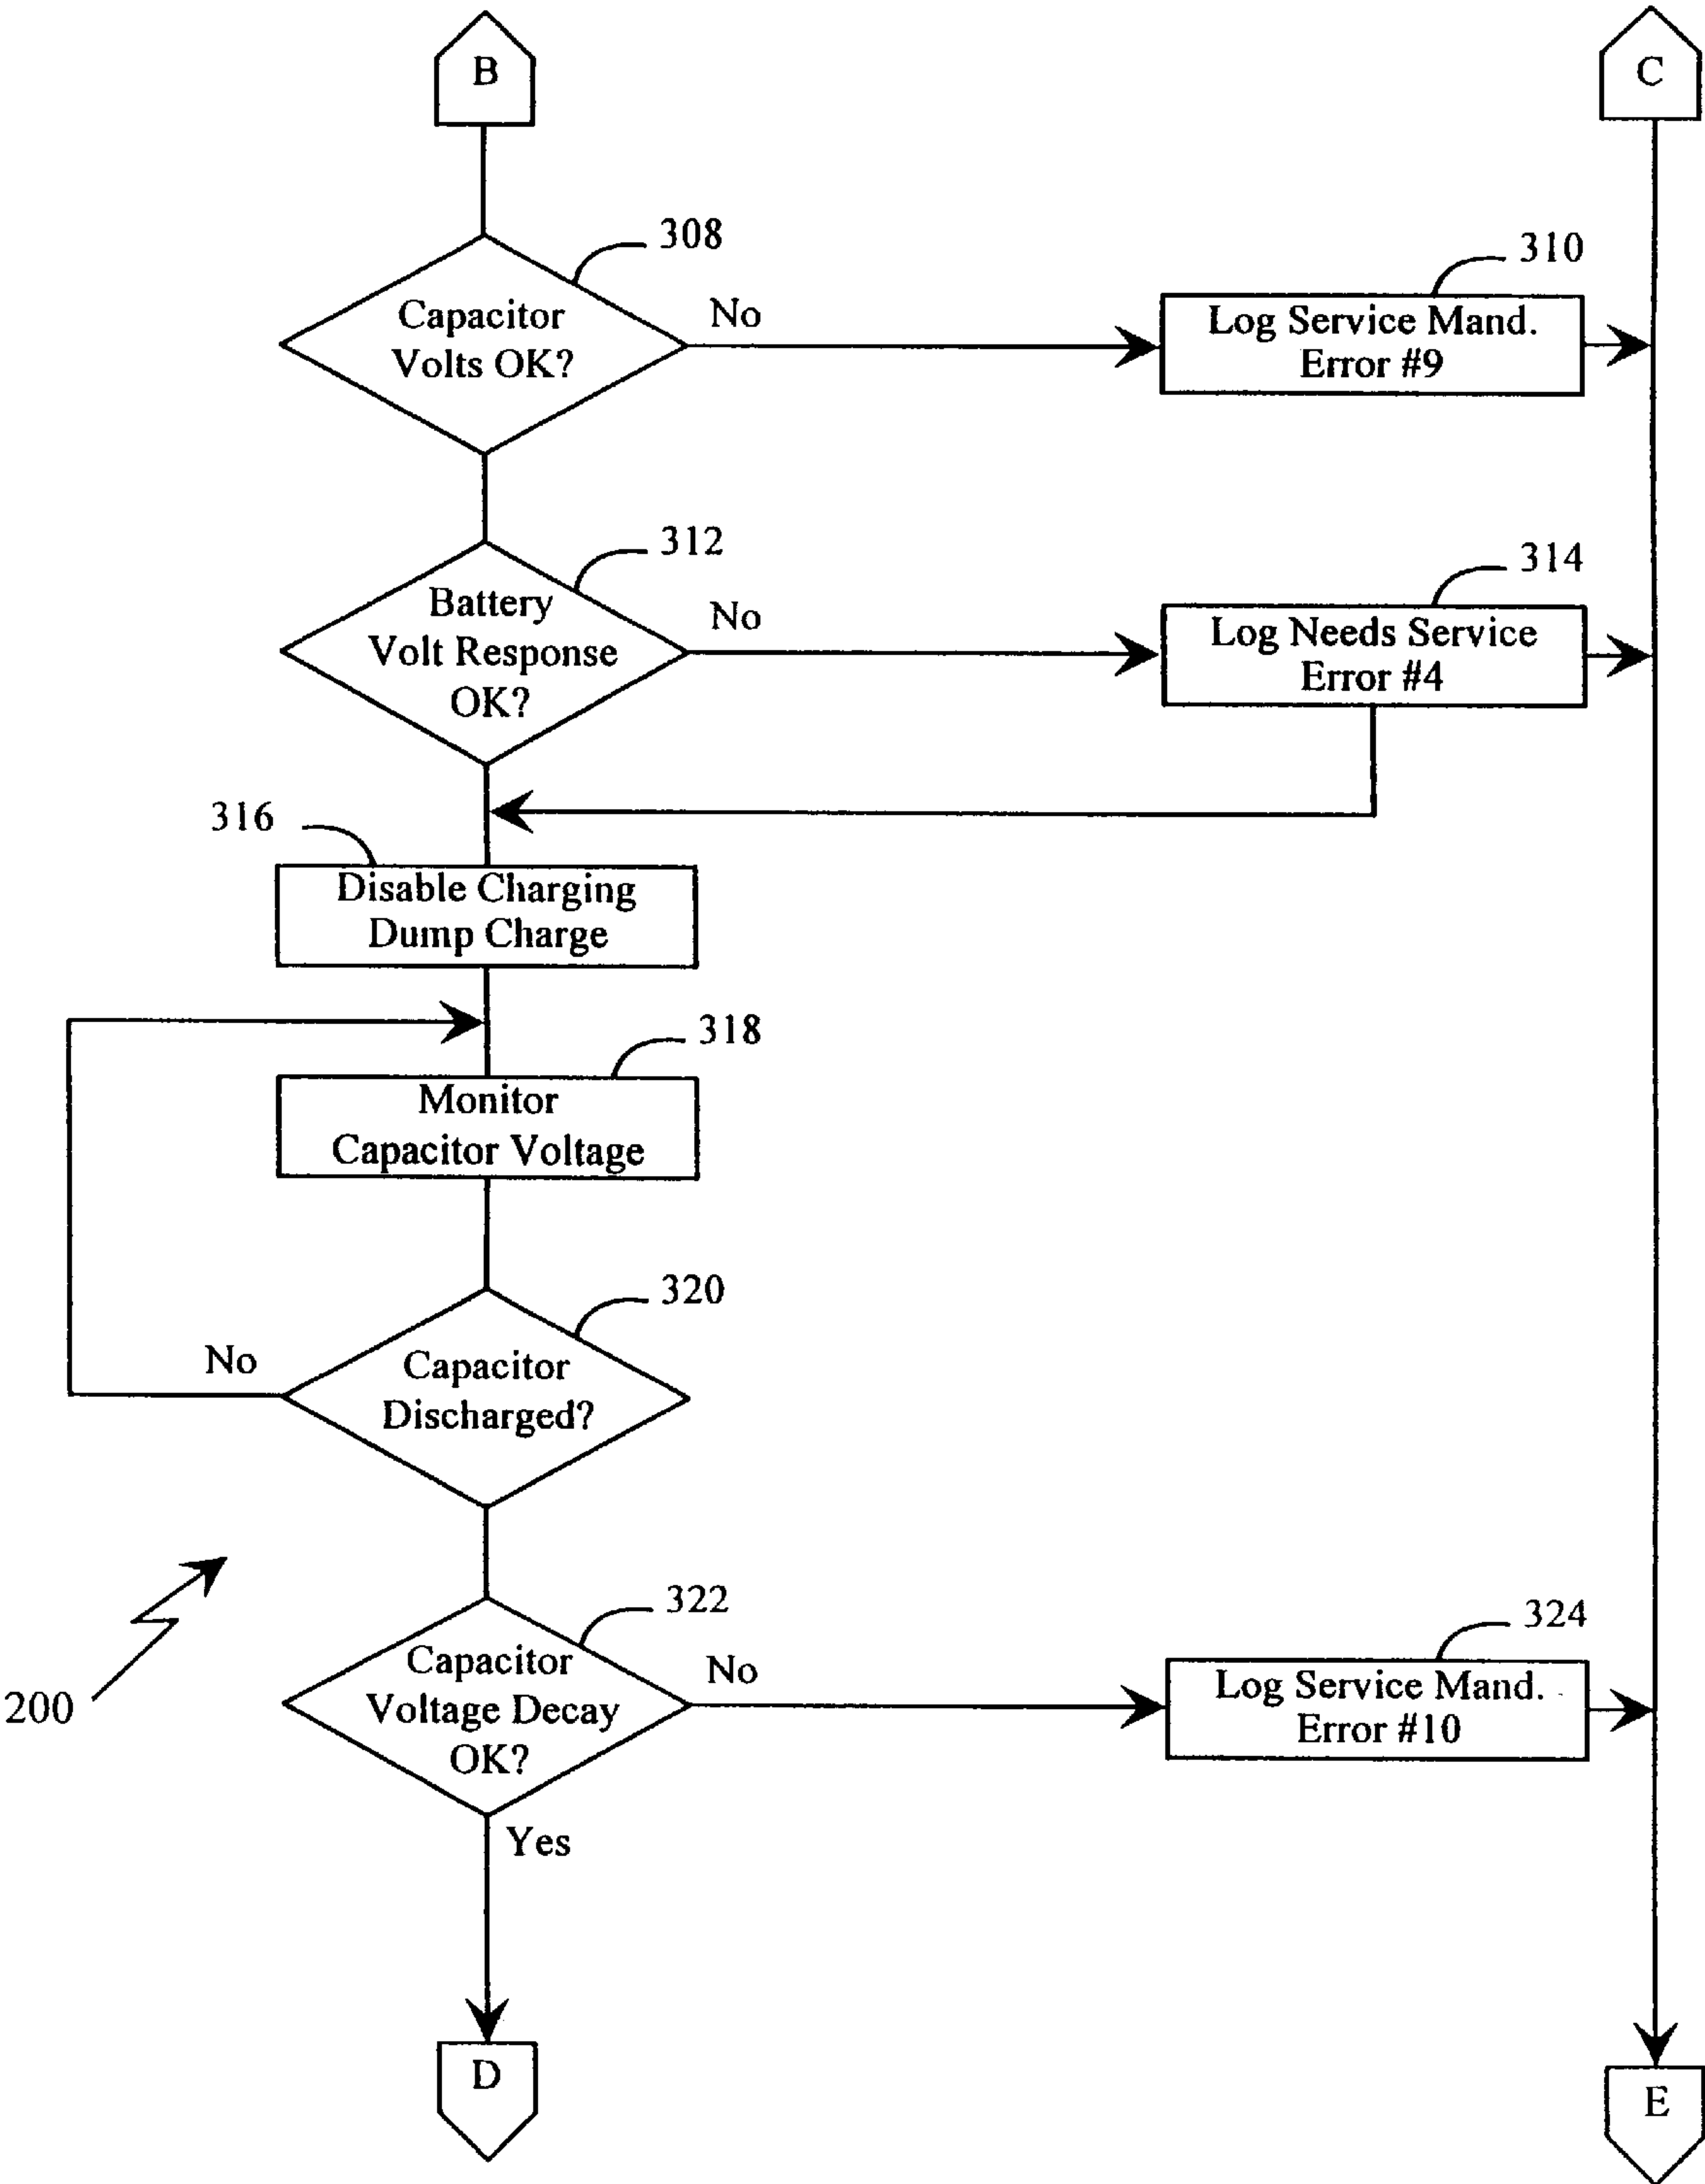 B
C
308
Capacitor
Volts OK?
No
310
Log Service Mand.
Error #9
312
Battery
Volt Response
OK?
No
314
Log Needs Service
Error #4
316
Disable Charging
Dump Charge
318
Monitor
Capacitor Voltage
320
No
Capacitor
Discharged?
322
Capacitor
Voltage Decay
OK?
No
324
Log Service Mand.
Error #10
200
Yes
D
E